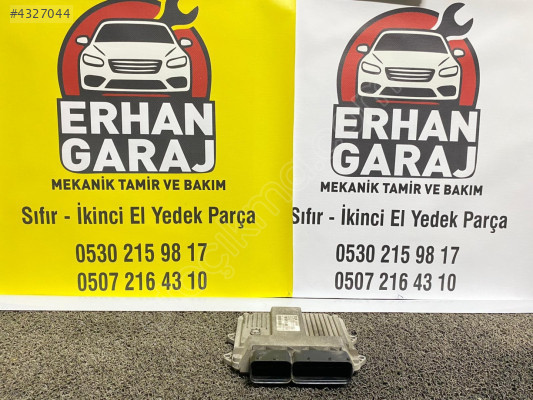 #4327044
ERHAN
GARAJ
MEKANİK TAMİR VE BAKIM
Sıfır - İkinci El Yedek Parça
0530 215 98 17
0507 216 43 10
ERHAN
GARAJ
MEKANİK TAMİR VE BAKIM
Sıfır - İkinci El Yedek Parça
0530 215 98 17
0507 216 43 10